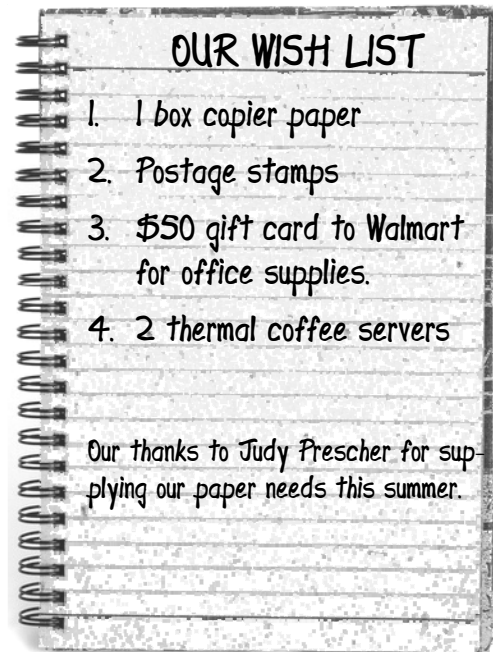 OUR WISH LIST
1. 1 box copier paper
2. Postage stamps
3. $50 gift card to Walmart
for office supplies.
4. 2 thermal coffee servers
Our thanks to Judy Prescher for sup-
plying our paper needs this summer.